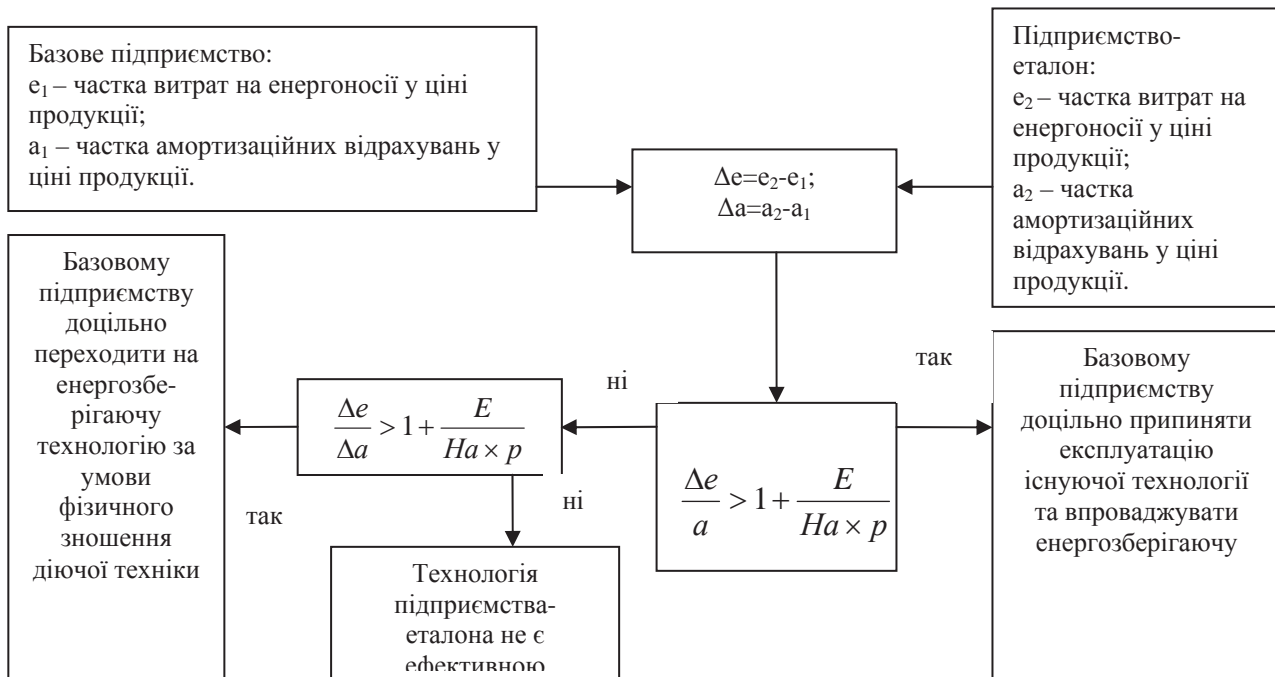 Базове підприємство:
e₁ – частка витрат на енергоносії у ціні
продукції;
a₁ – частка амортизаційних відрахувань у
ціні продукції.
Підприємство-
еталон:
e₂ – частка витрат на
енергоносії у ціні
продукції;
a₂ – частка
амортизаційних
відрахувань у ціні
продукції.
Δe=e₂-e₁;
Δa=a₂-a₁
Базовому
підприємству
доцільно
переходити на
енергозбе-
рігаючу
технологію за
умови
фізичного
зношення
діючої техніки
так
ні
Δe/Δa > 1 + E/(Ha × p)
ні
Технологія
підприємства-
еталона не є
ефективною
Δe/a > 1 + E/(Ha × p)
так
Базовому
підприємству
доцільно припиняти
експлуатацію
існуючої технології
та впроваджувати
енергозберігаючу